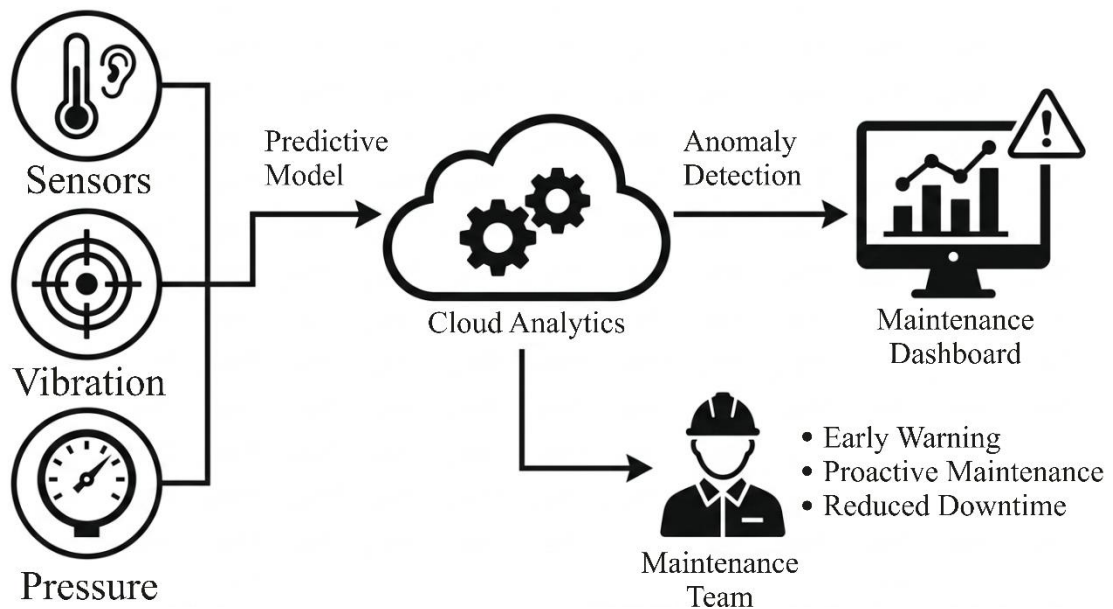 Sensors
Vibration
Pressure
Predictive
Model
Cloud Analytics
Anomaly
Detection
Maintenance
Dashboard
Maintenance
Team
• Early Warning
• Proactive Maintenance
• Reduced Downtime